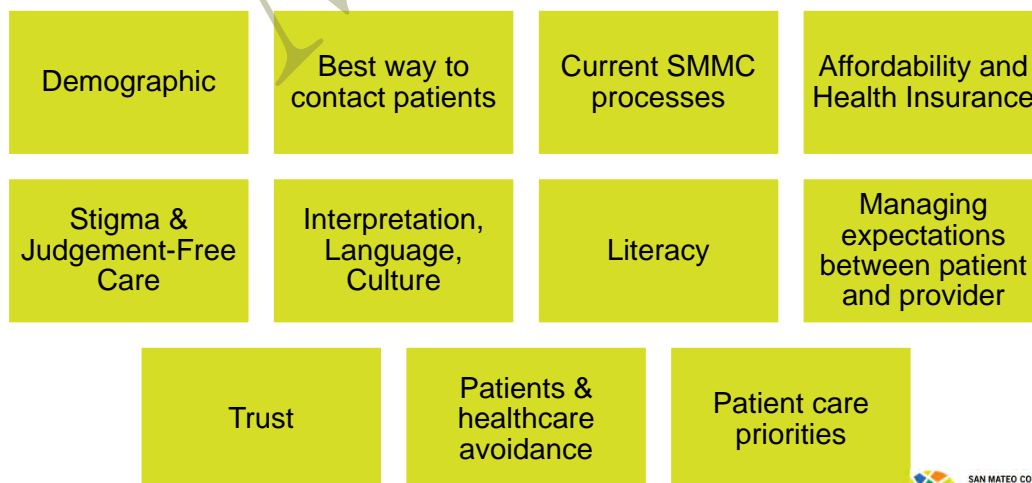 Demographic
Best way to
contact patients
Current SMMC
processes
Affordability and
Health Insurance
Stigma &
Judgement-Free
Care
Interpretation,
Language,
Culture
Literacy
Managing
expectations
between patient
and provider
Trust
Patients &
healthcare
avoidance
Patient care
priorities
SAN MATEO CO